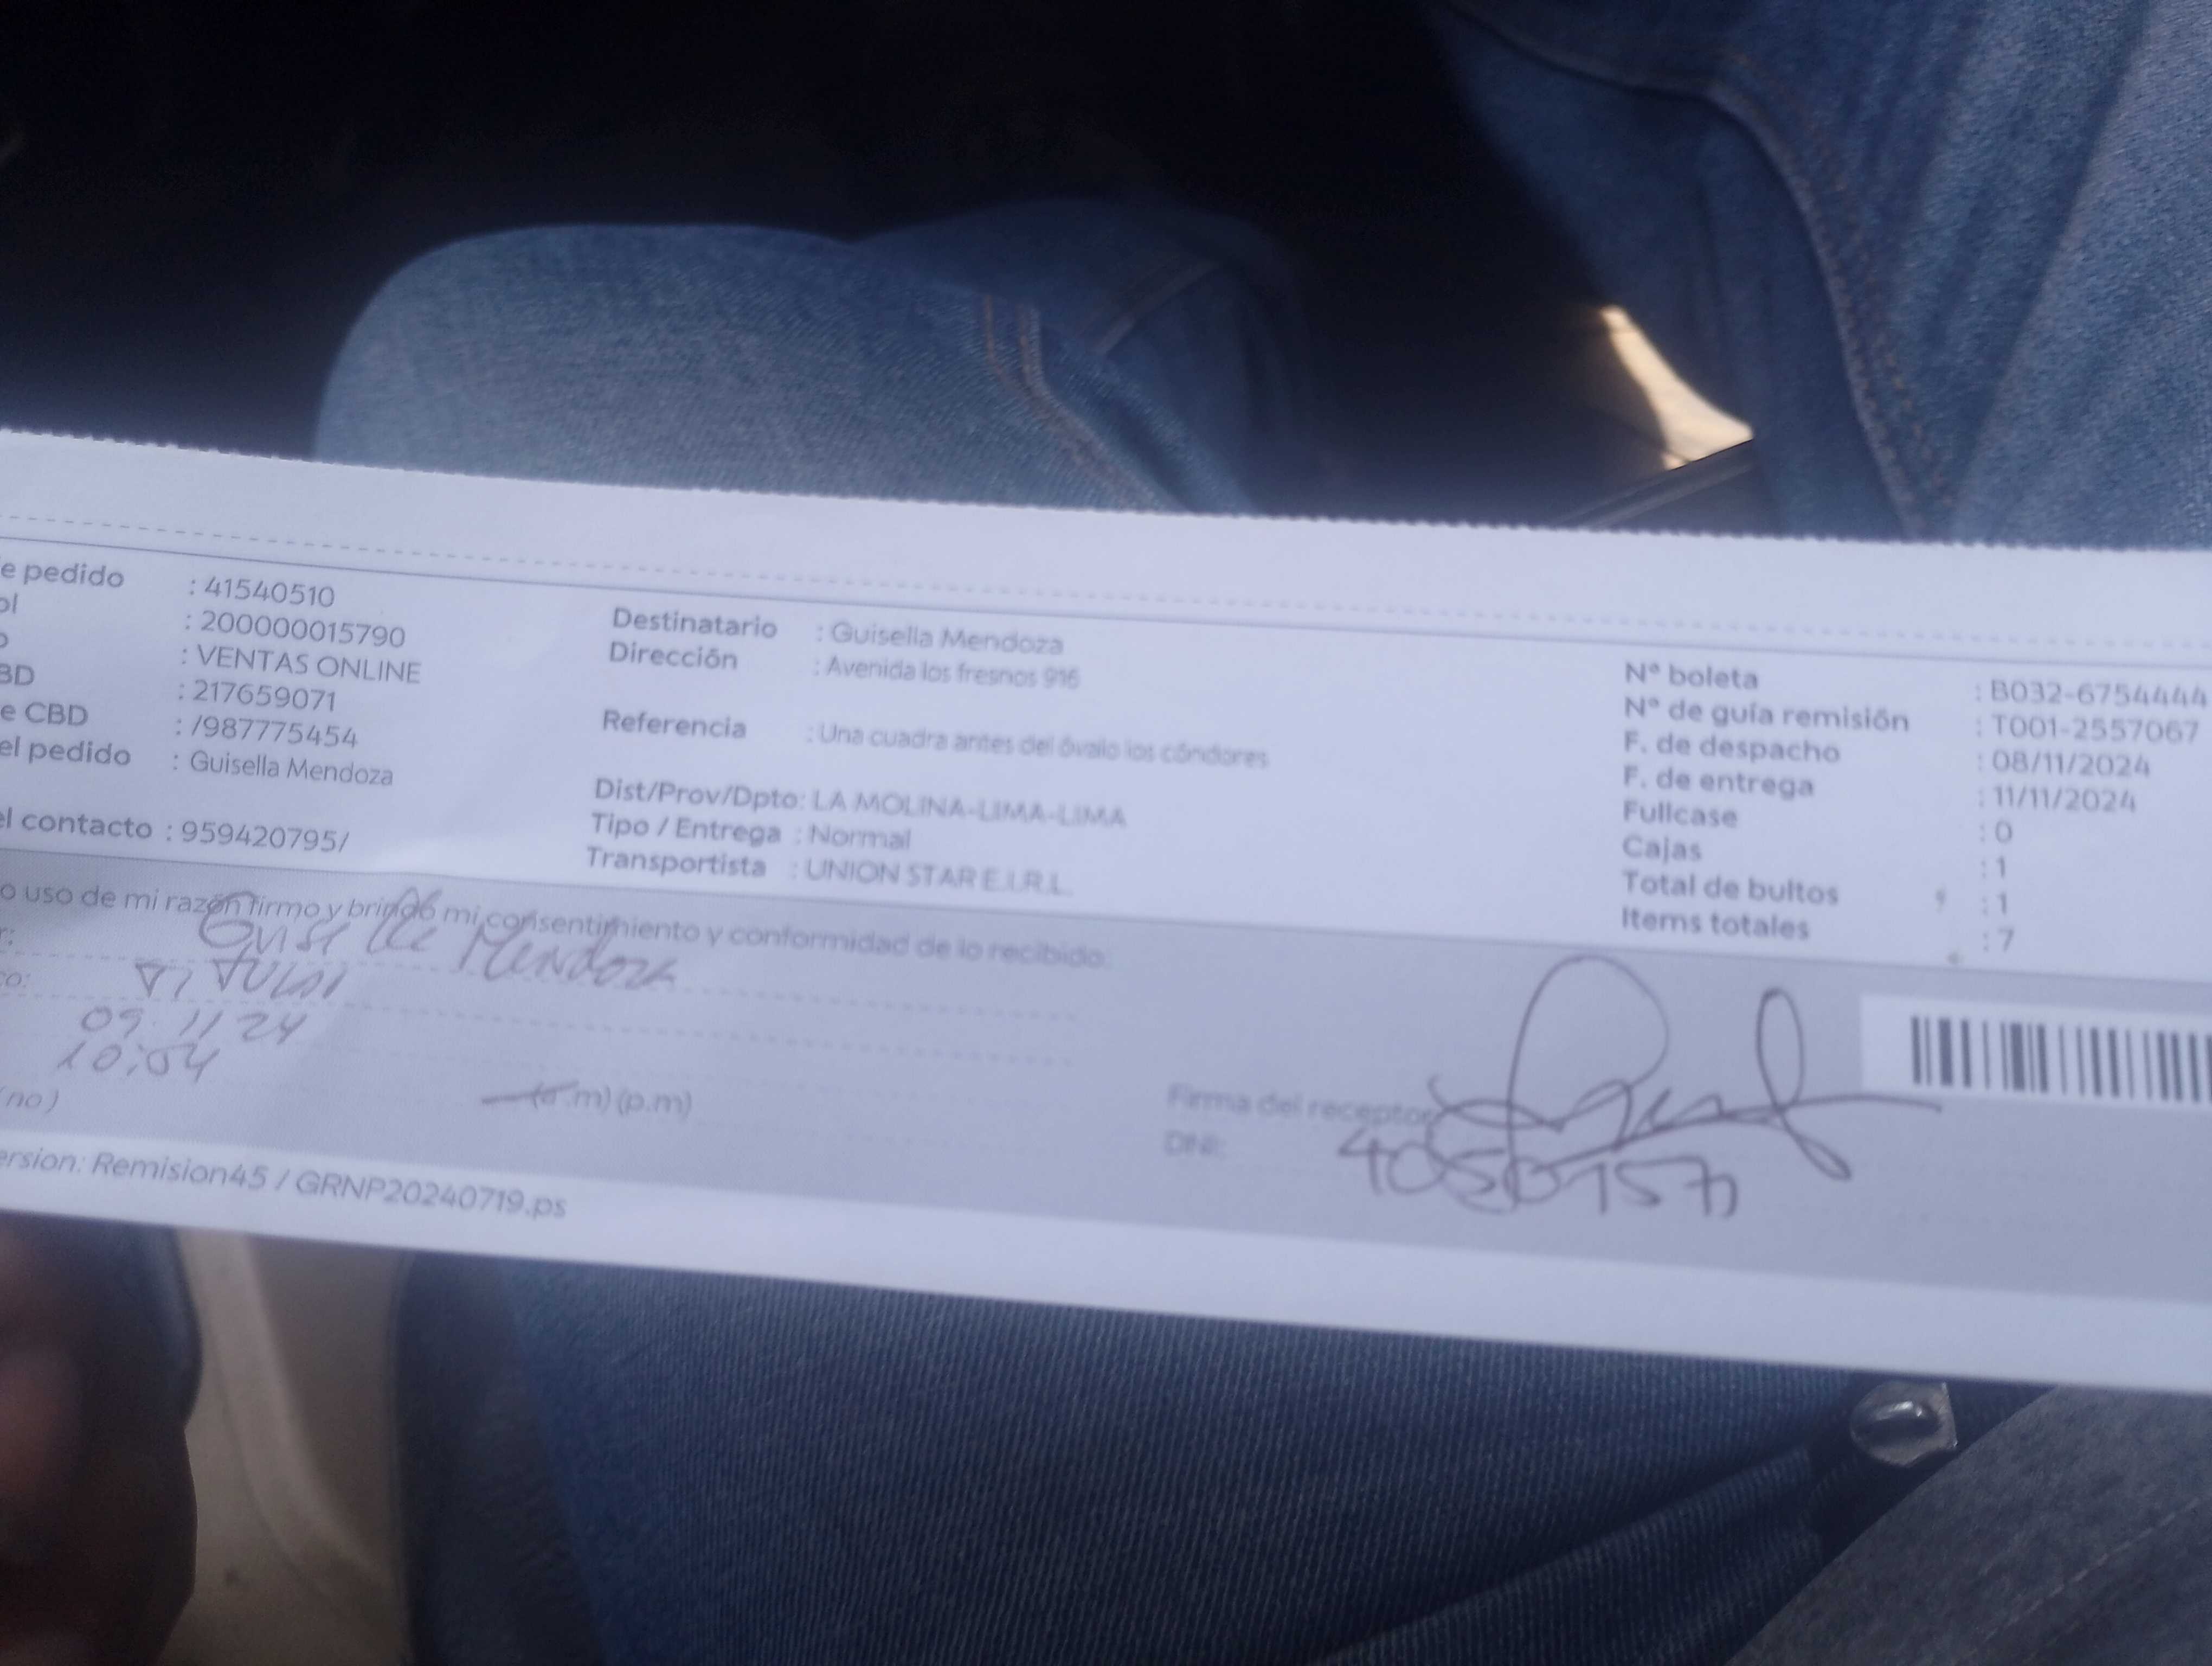 e pedido : 41540510
ol : 200000015790
o : VENTAS ONLINE
BD : 217659071
e CBD : /987775454
el pedido : Guisella Mendoza
el contacto : 959420795/
Destinatario : Guisella Mendoza
Dirección : Avenida los fresnos 916
Referencia : Una cuadra antes del óvalo los cóndores
Dist/Prov/Dpto: LA MOLINA-LIMA-LIMA
Tipo / Entrega : Normal
Transportista : UNION STAR E.I.R.L.
Nº boleta : B032-6754444
Nº de guía remisión : T001-2557067
F. de despacho : 08/11/2024
F. de entrega : 11/11/2024
Fullcase : 0
Cajas : 1
Total de bultos : 1
Items totales : 7
o uso de mi razón firmo y brindo mi consentimiento y conformidad de lo recibido:
r: Mendoza
co: Titular
09 11 24
10:04
no) (a.m) (p.m)
Firma del receptor
DNI:
ersion: Remision45 / GRNP20240719.ps